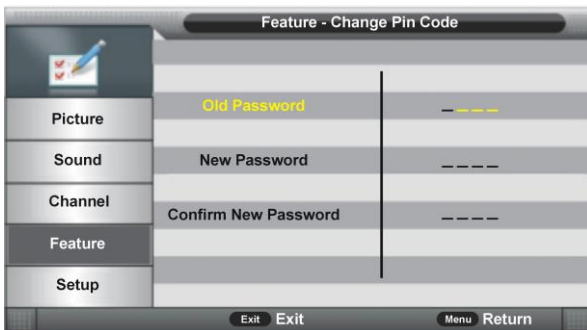 Feature - Change Pin Code
Picture
Sound
Channel
Feature
Setup
Old Password _ _ _ _
New Password _ _ _ _
Confirm New Password _ _ _ _
Exit Exit
Menu Return